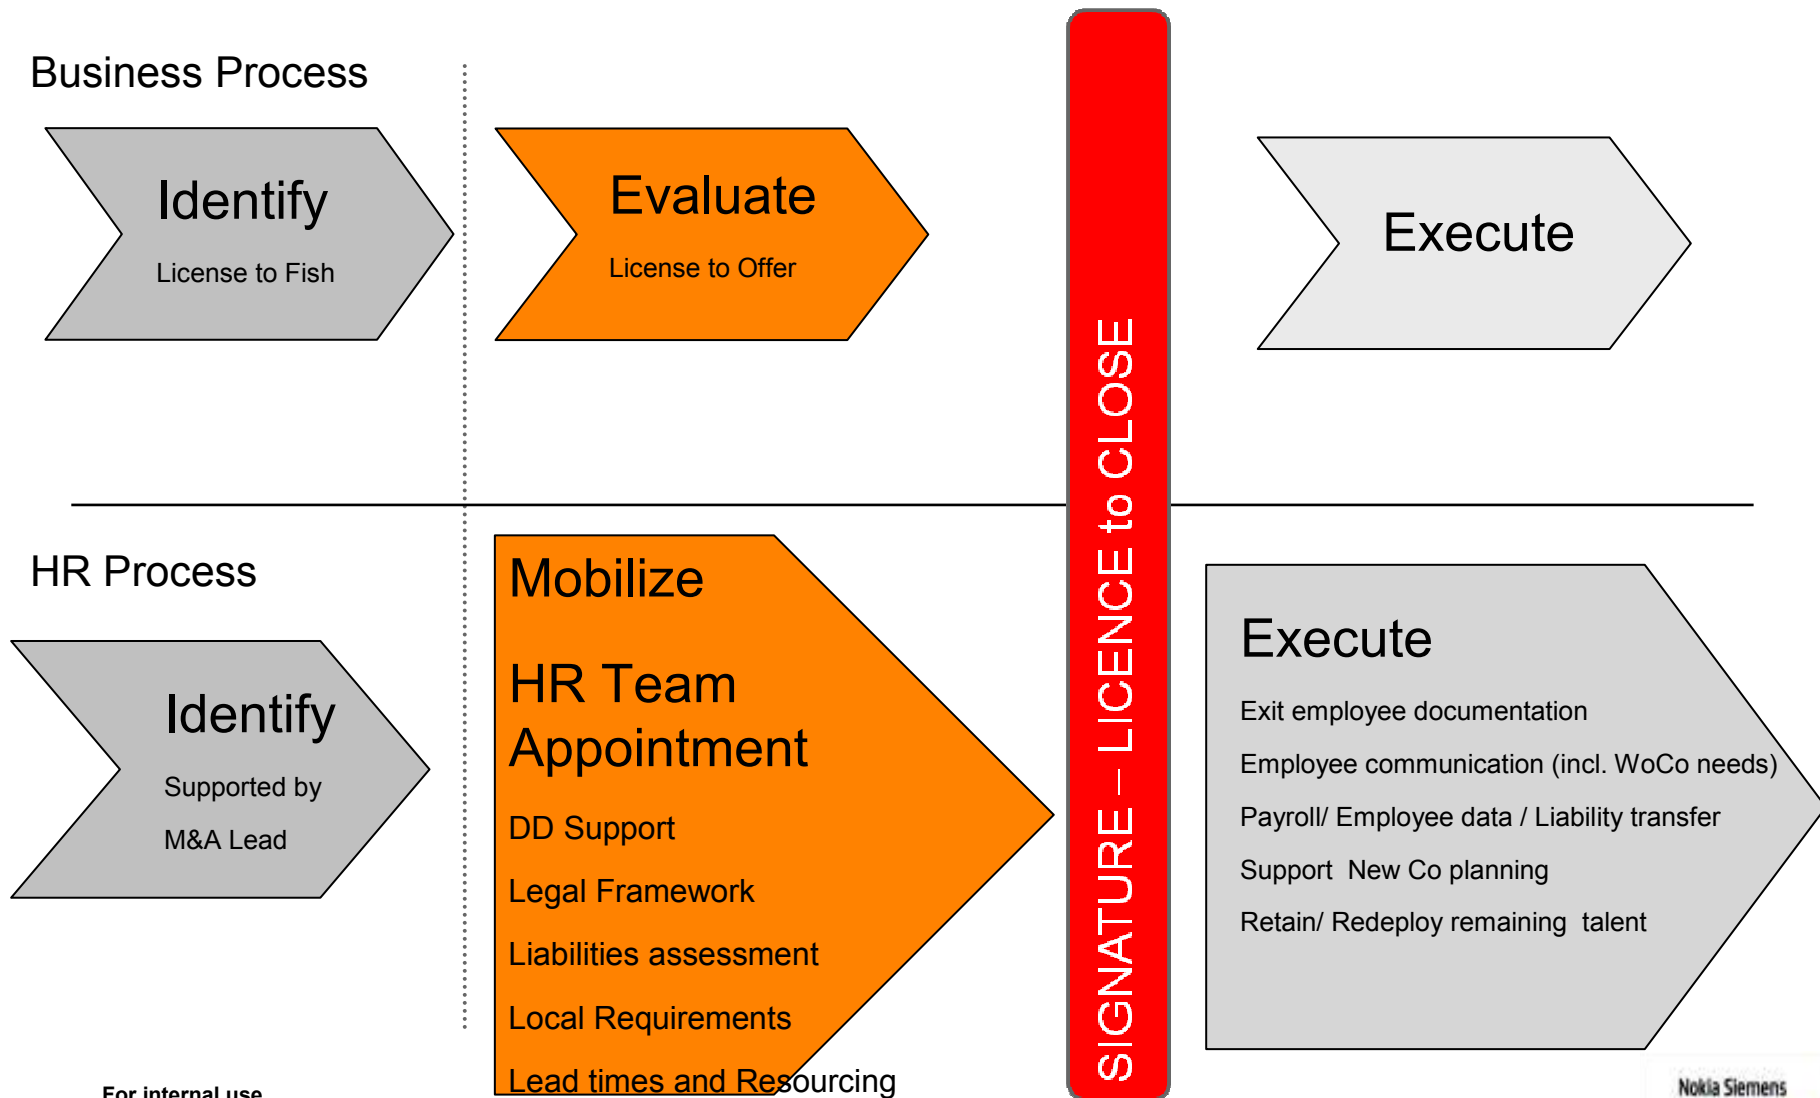 Business Process
Identify
License to Fish
Evaluate
License to Offer
Execute
SIGNATURE – LICENCE to CLOSE
HR Process
Identify
Supported by
M&A Lead
Mobilize
HR Team
Appointment
DD Support
Legal Framework
Liabilities assessment
Local Requirements
Lead times and Resourcing
Execute
Exit employee documentation
Employee communication (incl. WoCo needs)
Payroll/ Employee data / Liability transfer
Support New Co planning
Retain/ Redeploy remaining talent
For internal use
Nokia Siemens